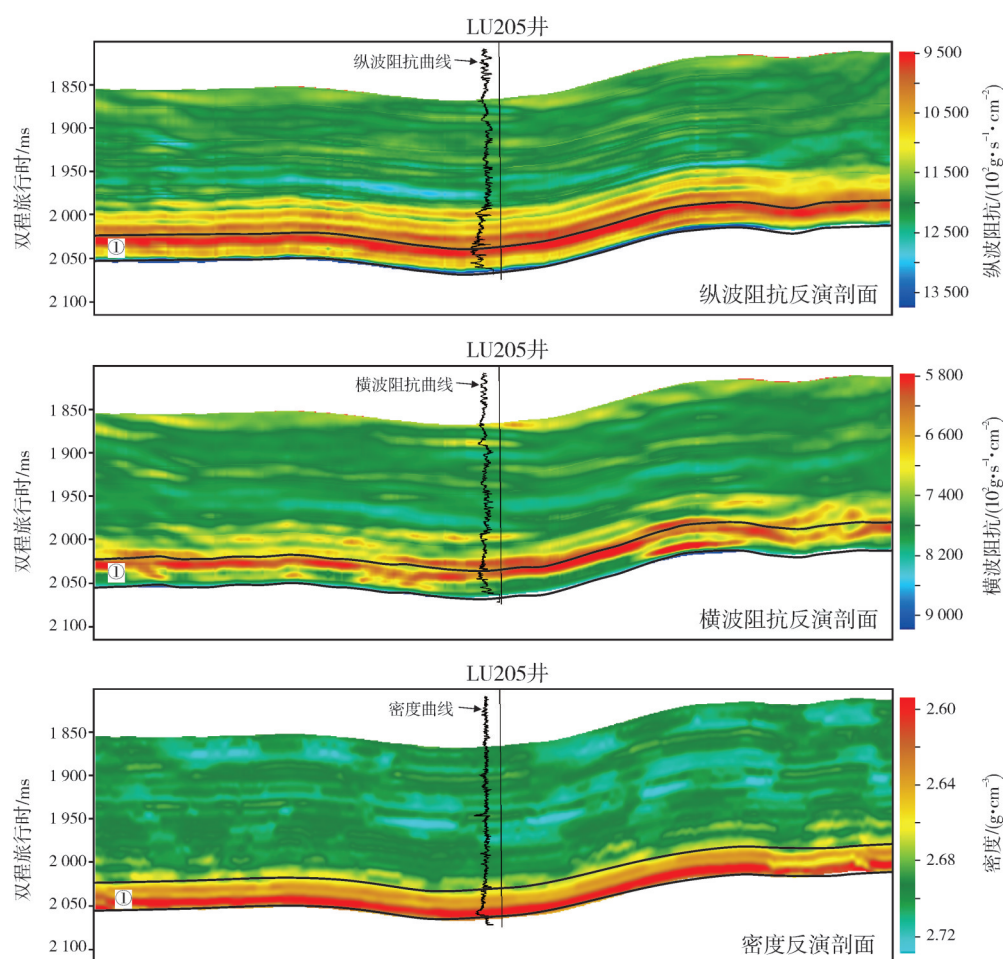 LU205井
纵波阻抗曲线
1 850
1 900
1 950
2 000
2 050
2 100
双程旅行时/ms
①
纵波阻抗反演剖面
9 500
10 500
11 500
12 500
13 500
纵波阻抗/(10²g•s⁻¹•cm⁻²)
LU205井
横波阻抗曲线
1 850
1 900
1 950
2 000
2 050
2 100
双程旅行时/ms
①
横波阻抗反演剖面
5 800
6 600
7 400
8 200
9 000
横波阻抗/(10²g•s⁻¹•cm⁻²)
LU205井
密度曲线
1 850
1 900
1 950
2 000
2 050
2 100
双程旅行时/ms
①
密度反演剖面
2.60
2.64
2.68
2.72
密度/(g•cm⁻³)